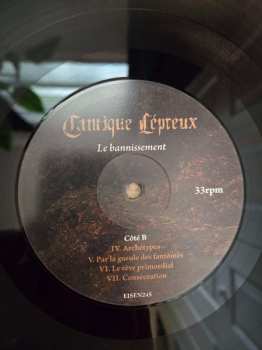 Cantique Lépreux
Le bannissement
33rpm
Côté B
IV. Archétypes
V. Par la gueule des fantômes
VI. Le rêve primordial
VII. Consécration
EISEN245